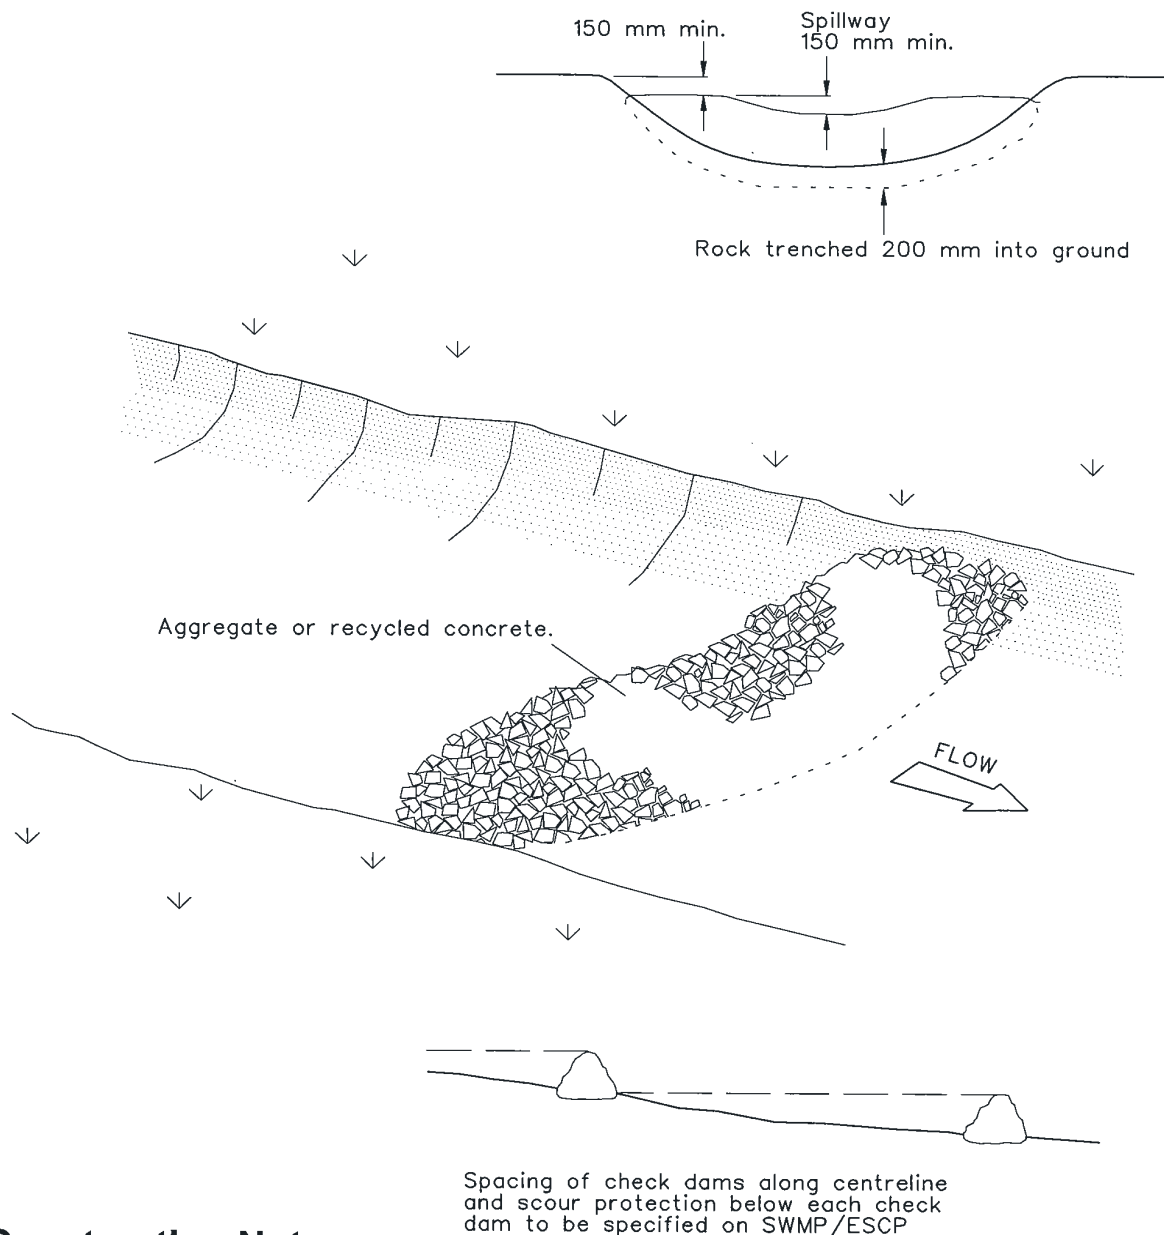 150 mm min.
Spillway
150 mm min.
Rock trenched 200 mm into ground
Aggregate or recycled concrete.
FLOW
Spacing of check dams along centreline
and scour protection below each check
dam to be specified on SWMP/ESCP